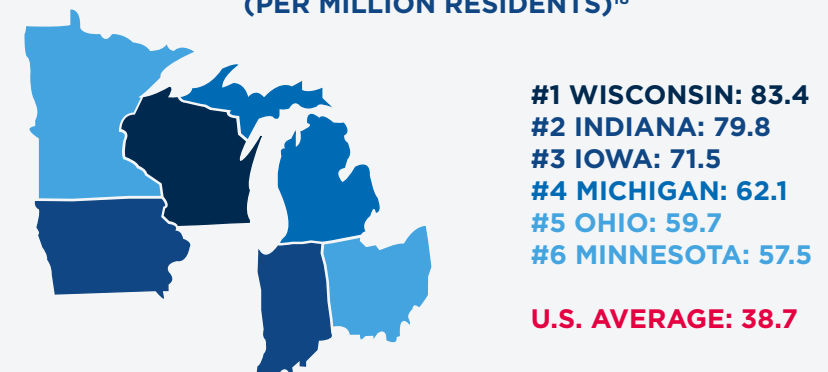 (PER MILLION RESIDENTS)¹⁸
#1 WISCONSIN: 83.4
#2 INDIANA: 79.8
#3 IOWA: 71.5
#4 MICHIGAN: 62.1
#5 OHIO: 59.7
#6 MINNESOTA: 57.5
U.S. AVERAGE: 38.7